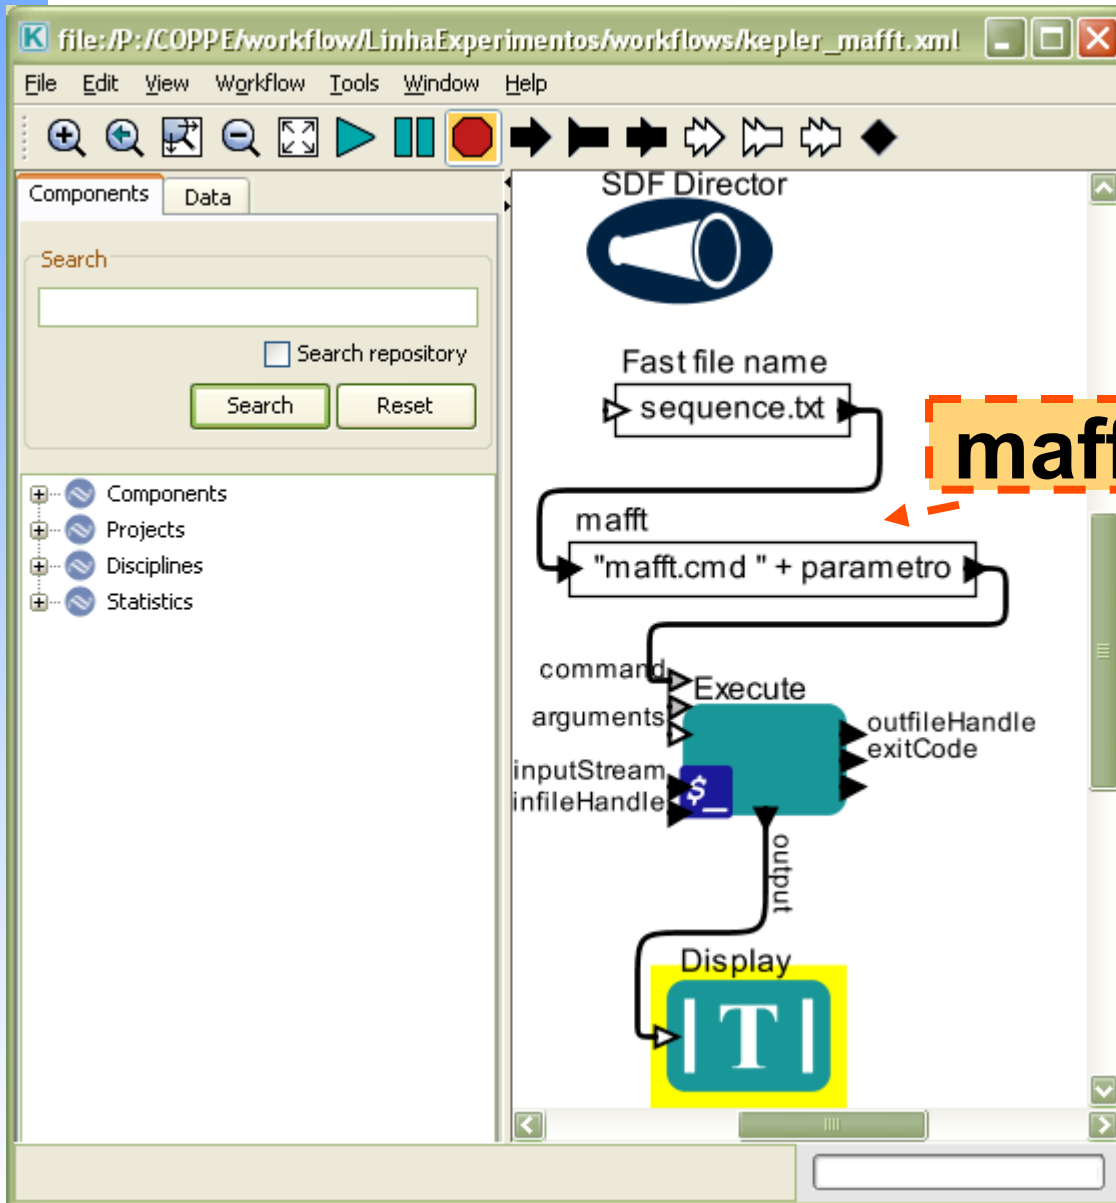 file:/P:/COPPE/workflow/LinhaExperimentos/workflows/kepler_mafft.xml
File Edit View Workflow Tools Window Help
Components Data
Search
Search repository
Search Reset
Components
Projects
Disciplines
Statistics
SDF Director
Fast file name
sequence.txt
maff
mafft
"mafft.cmd " + parametro
command
Execute
arguments
outfileHandle
exitCode
inputStream
infileHandle
$_
output
Display
T